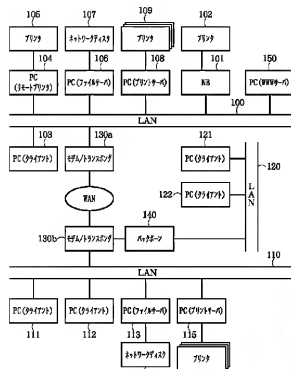 105 107 109 102
プリンタ ネットワークディスク プリンタ プリンタ
104 106 108 101 150
PC(リモートプリンタ) PC(ファイルサーバ) PC(プリントサーバ) NB PC(WWWサーバ)
100
LAN
103 130a 121
PC(クライアント) モデム/トランスポンダ PC(クライアント)
120
122 PC(クライアント) LAN
WAN
140
130b モデム/トランスポンダ バックボーン
110
LAN
PC(クライアント) PC(クライアント) PC(ファイルサーバ) PC(プリントサーバ)
111 112 113 115
ネットワークディスク プリンタ